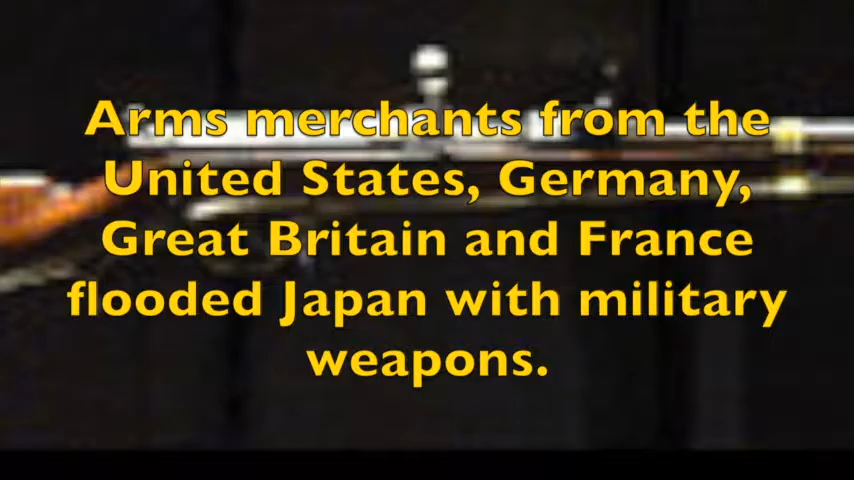 Arms merchants from the
United States, Germany,
Great Britain and France
flooded Japan with military
weapons.